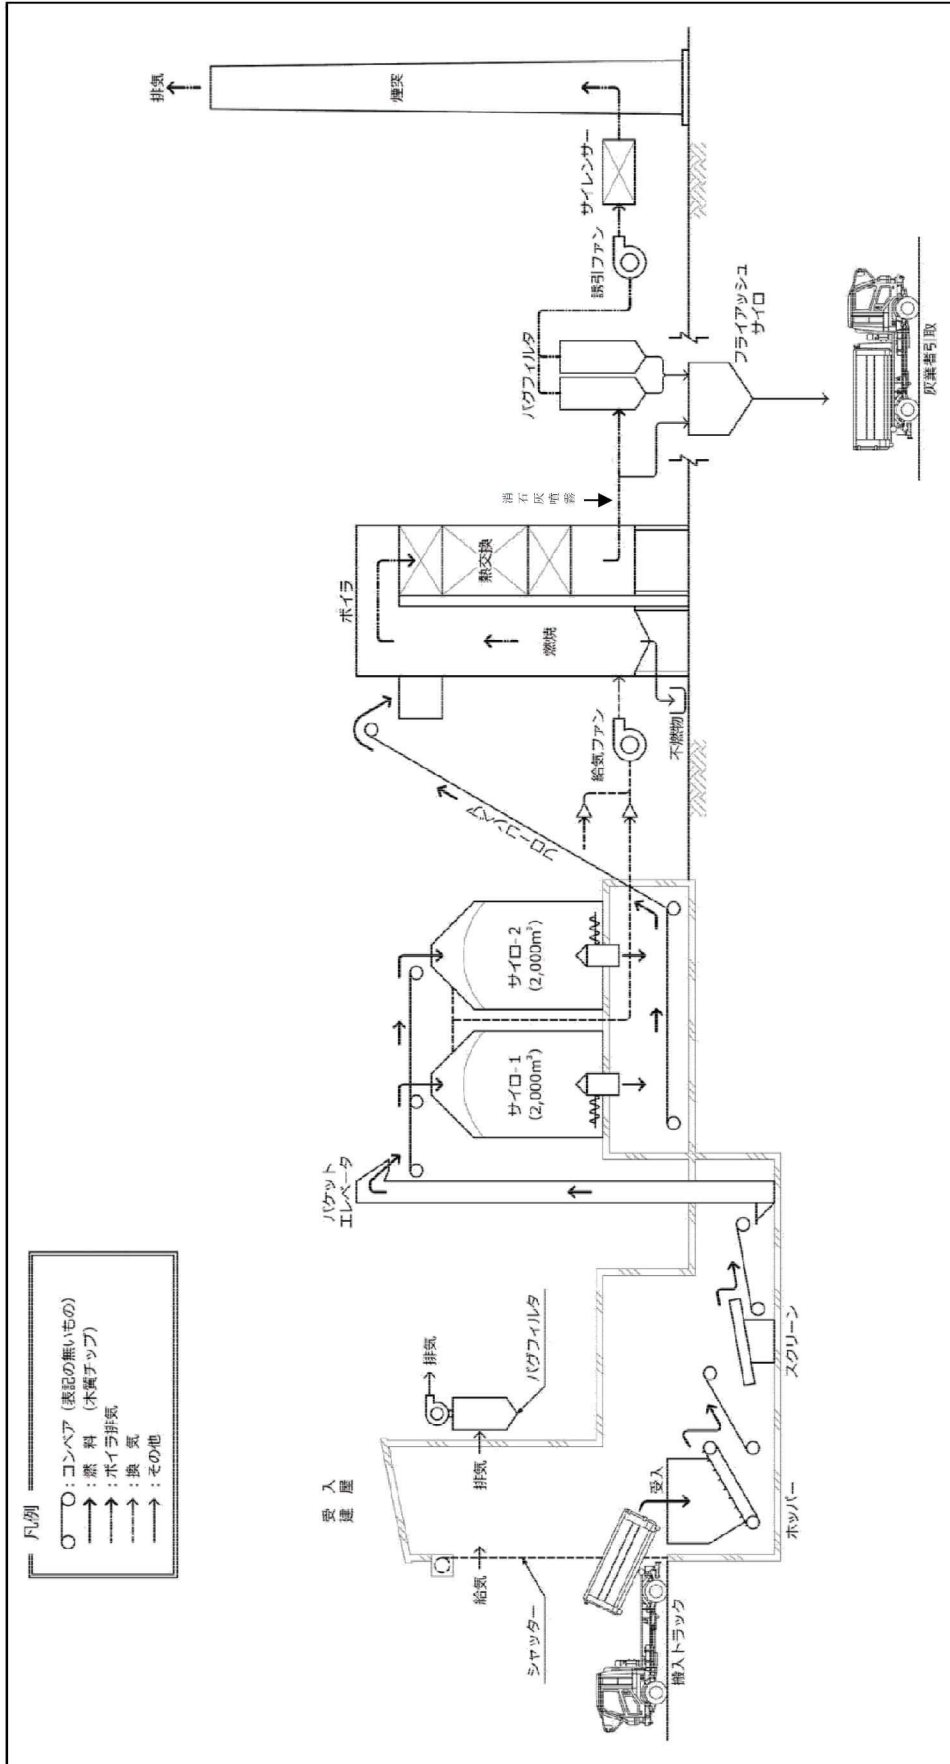 凡例
：コンベア（表記の無いもの）
：燃　料　（木質チップ）
：ボイラ排気
：換　気
：その他
受　入
建　屋
給気
シャッター
搬入トラック
受入
ホッパー
排気
排気
バグフィルタ
スクリーン
バケット
エレベータ
サイロ-1
(2,000m³)
サイロ-2
(2,000m³)
フローコンベア
給気ファン
不燃物
ボイラ
燃焼
熱交換
消石灰噴霧
バグフィルタ
フライアッシュ
サイロ
灰業者引取
誘引ファン
サイレンサー
煙突
排気